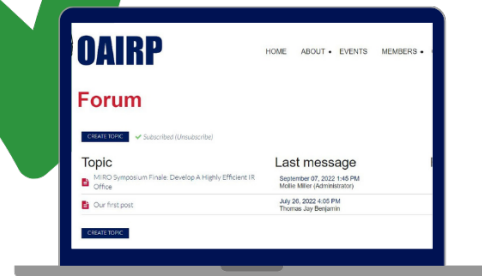 OAIRP
HOME ABOUT EVENTS MEMBERS
Forum
CREATE TOPIC Subscribed (Unsubscribe)
Topic Last message
MIRO Symposium Finale: Develop A Highly Efficient IR
Office
September 07, 2022 1:45 PM
Mollie Miller (Administrator)
Our first post
July 26, 2022 4:05 PM
Thomas Jay Benjamin
CREATE TOPIC